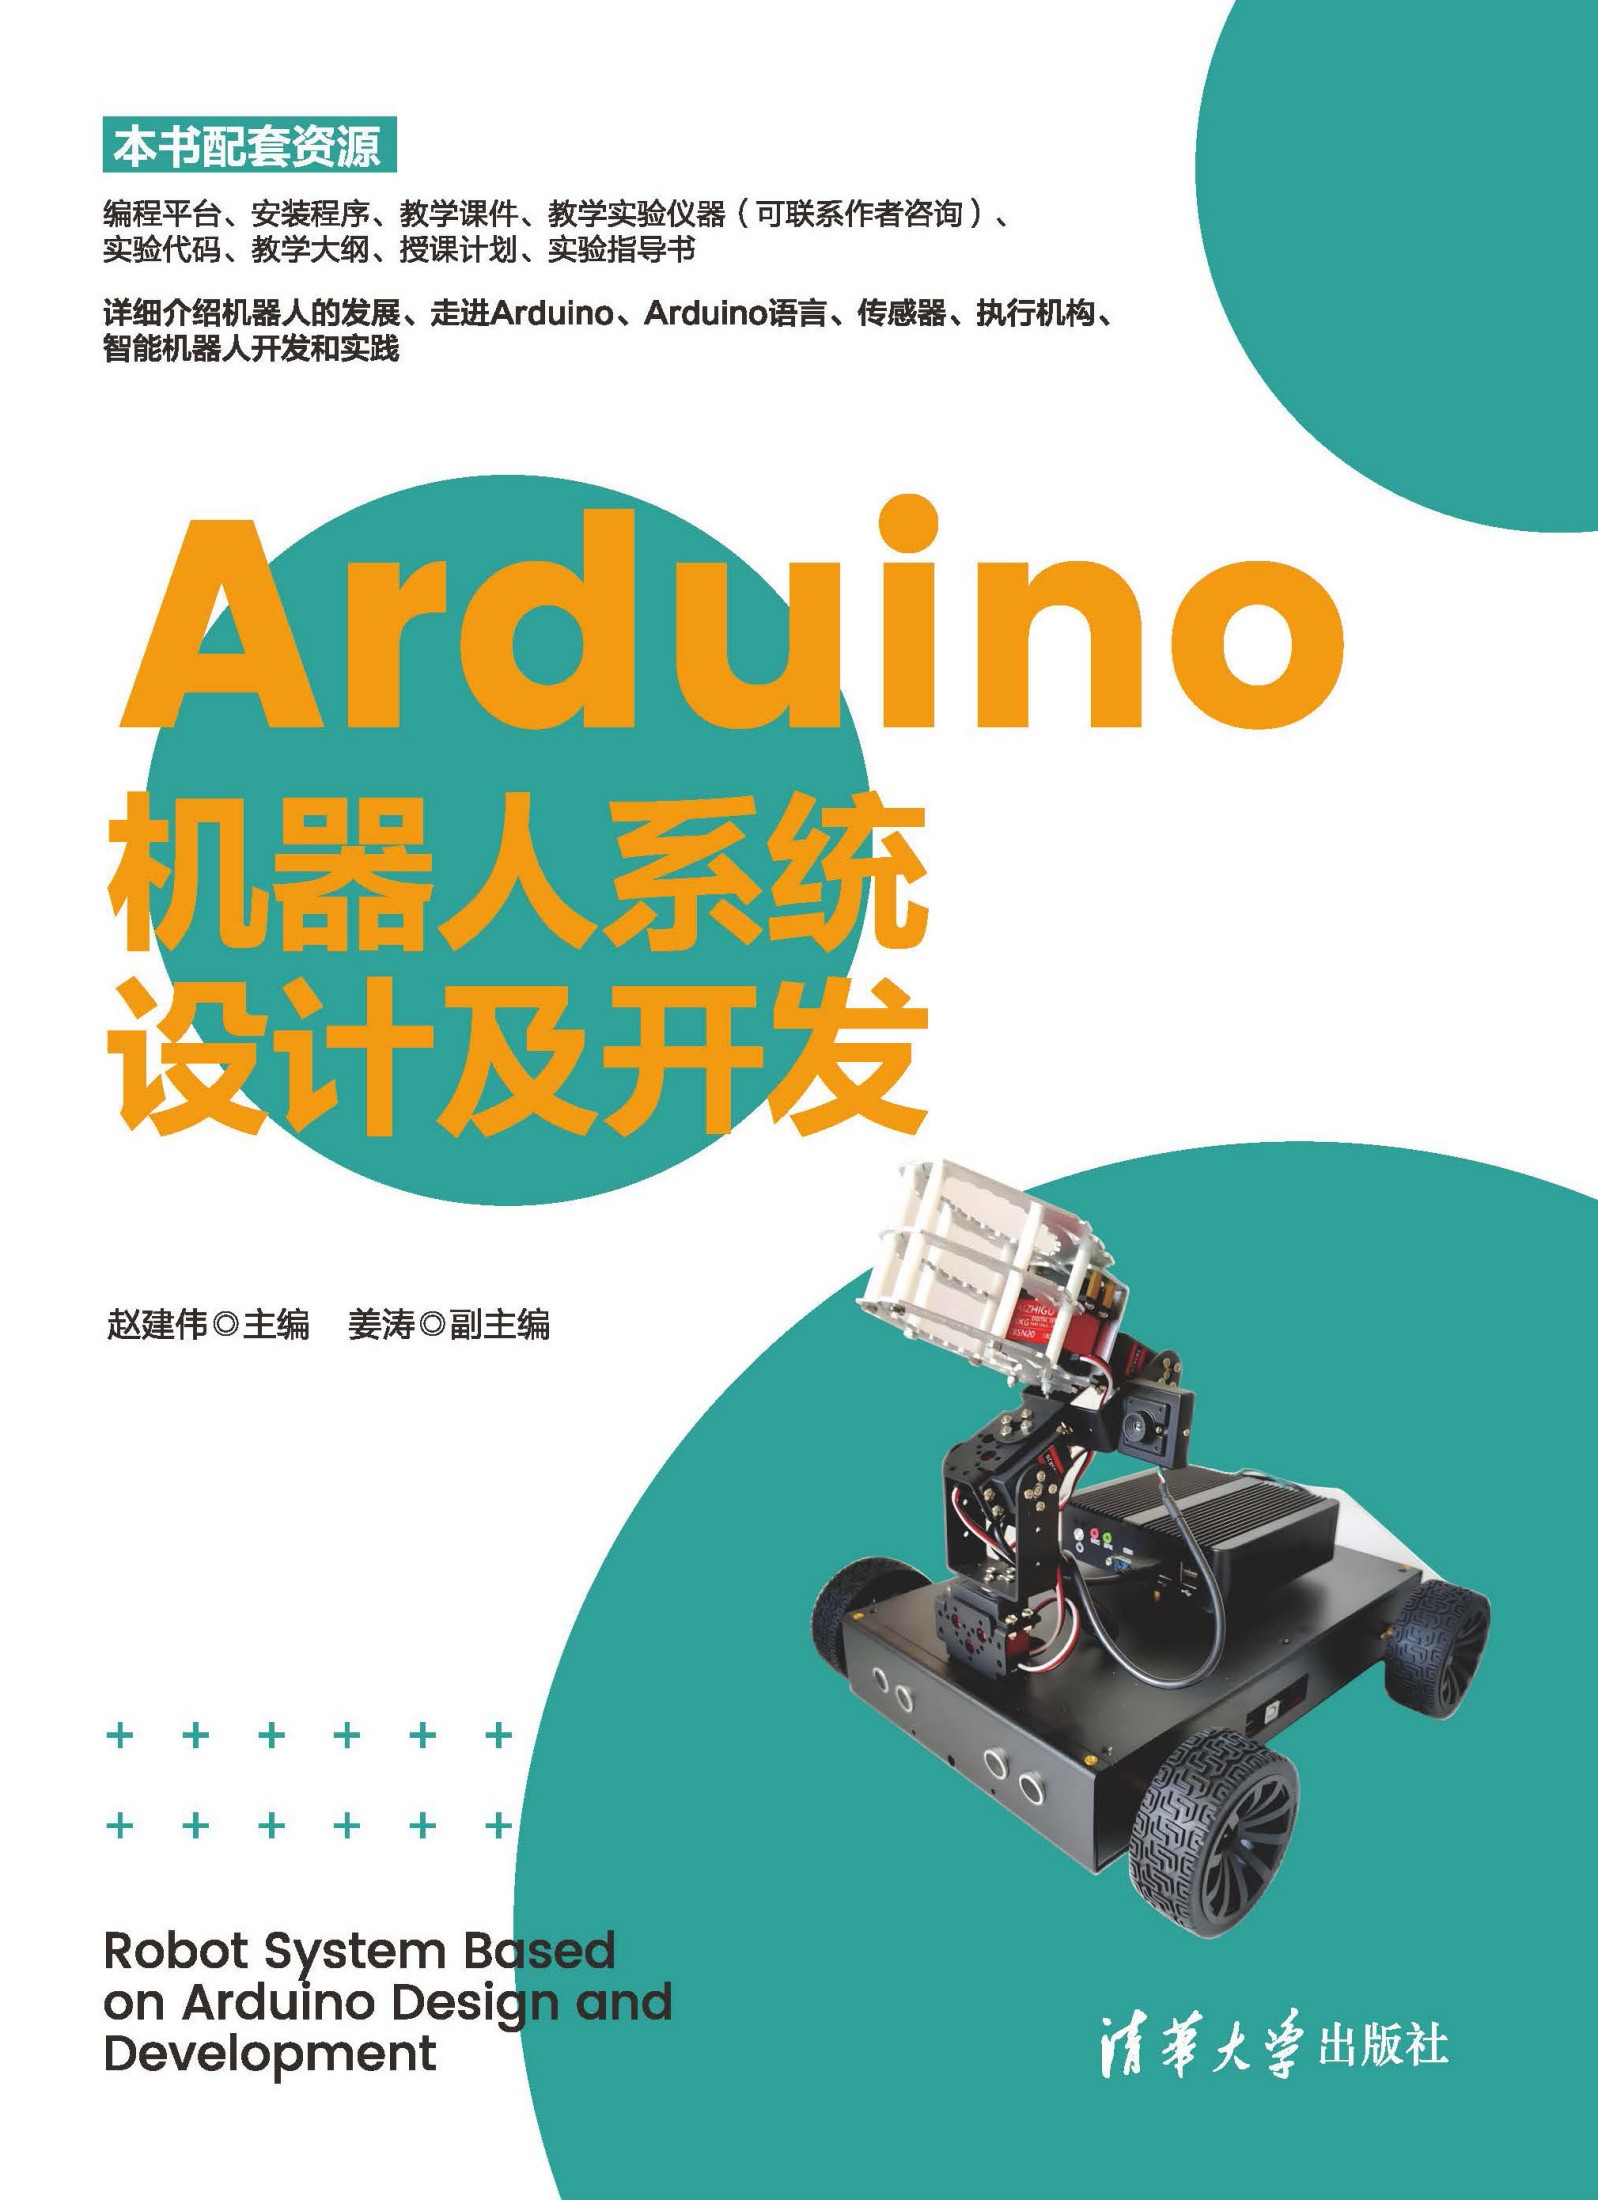 本书配套资源
编程平台、安装程序、教学课件、教学实验仪器（可联系作者咨询）、
实验代码、教学大纲、授课计划、实验指导书
详细介绍机器人的发展、走进Arduino、Arduino语言、传感器、执行机构、
智能机器人开发和实践
Arduino
机器人系统
设计及开发
赵建伟◎主编 姜涛◎副主编
Robot System Based
on Arduino Design and
Development
清华大学出版社